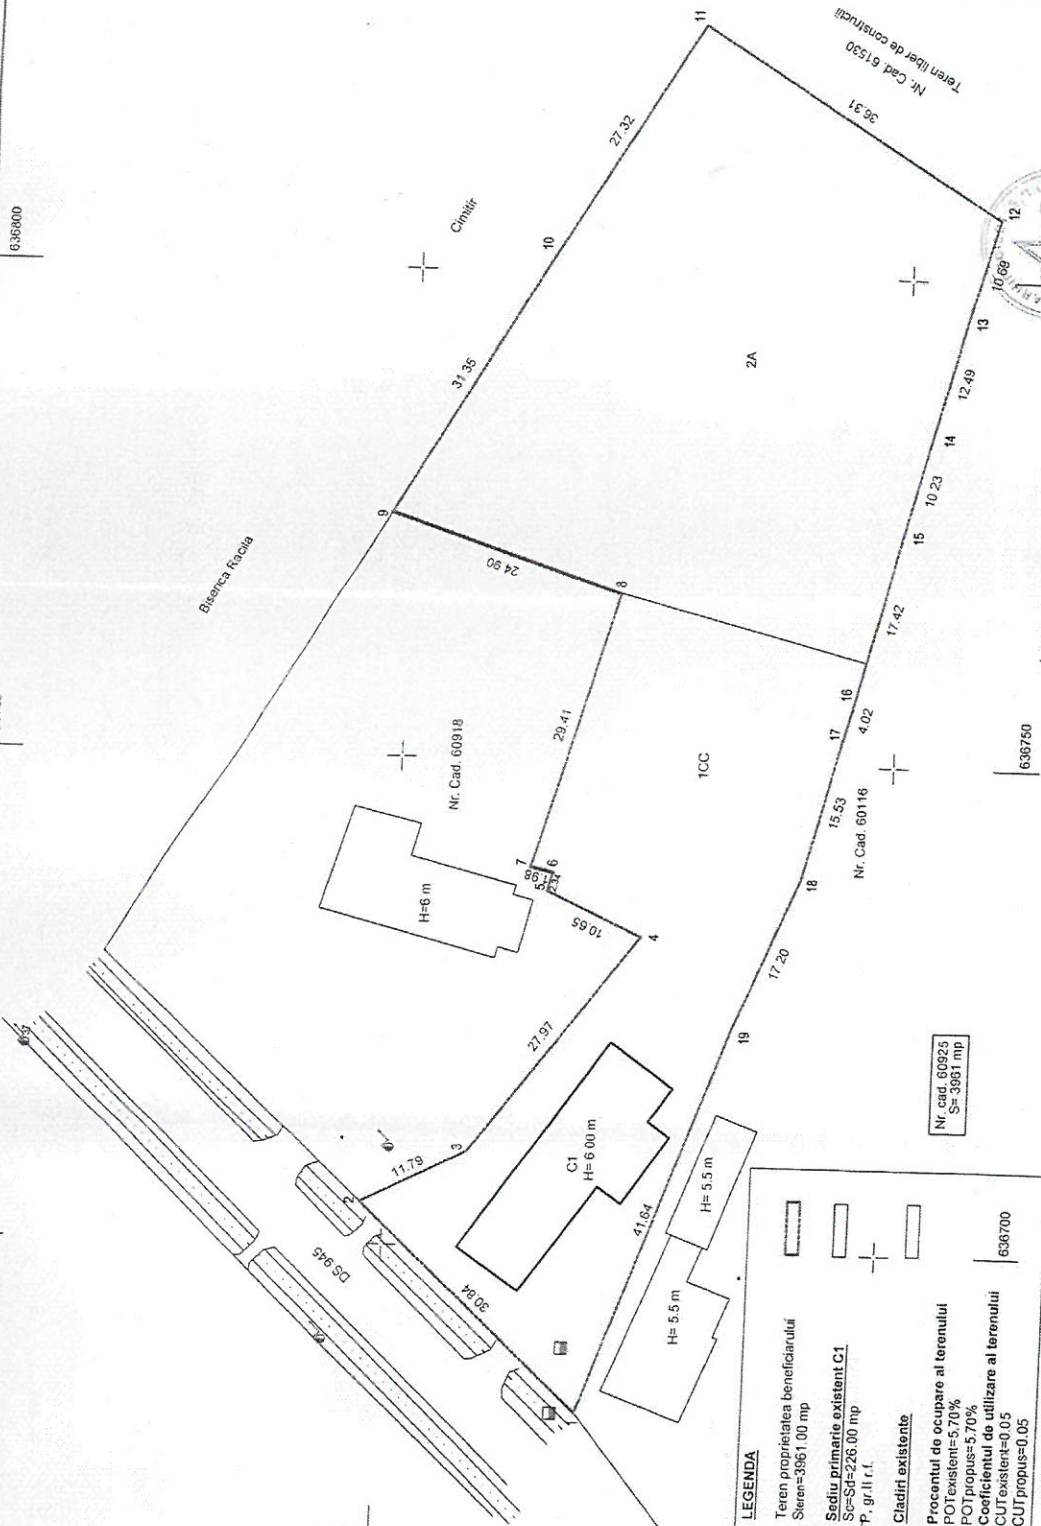 636800
11
Nr. Cad. 61530
Teren liber de constructii
27.32
36.31
Cimitir
10
12
10.69
31.35
13
2A
12.49
14
9
10.23
Biserica Racila
24.90
15
8
17.42
16
29.41
Nr. Cad. 60918
17
4.02
1CC
636750
15.53
Nr. Cad. 60116
7
1.98
6
5
2.34
18
H=6 m
10.65
4
17.20
27.97
19
Nr. cad. 60925
S= 3961 mp
3
11.79
C1
H= 6.00 m
2
H= 5.5 m
41.64
DS 945
30.84
H= 5.5 m
636700
LEGENDA
Teren proprietatea beneficiarului
Steren=3961.00 mp
Sediu primarie existent C1
Sc=Sd=226.00 mp
P, gr.II r.f.
Cladiri existente
Procentul de ocupare al terenului
POTexistent=5.70%
POTpropus=5.70%
Coeficientul de utilizare al terenului
CUTexistent=0.05
CUTpropus=0.05